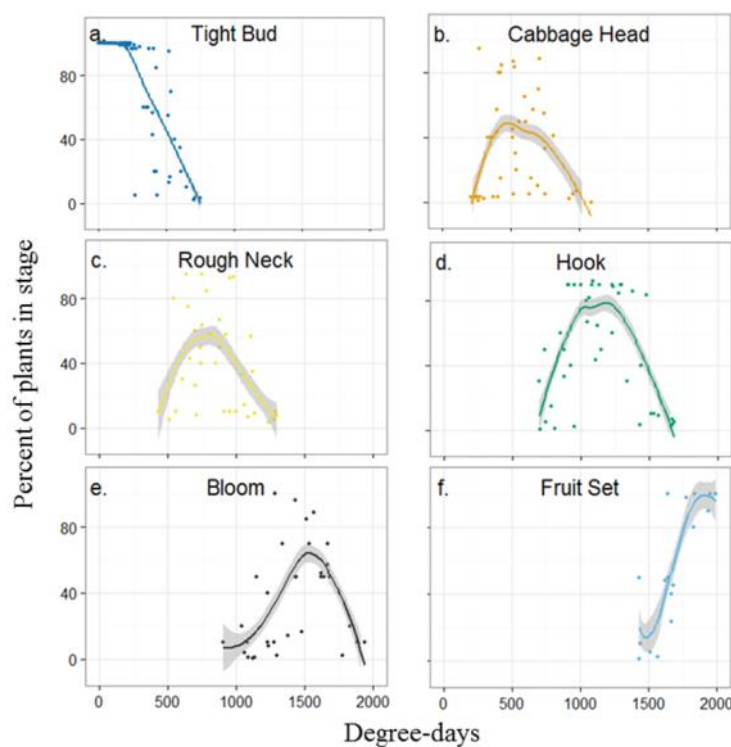 a. Tight Bud
b. Cabbage Head
80
40
0
c. Rough Neck
d. Hook
80
40
0
e. Bloom
f. Fruit Set
80
40
0
0 500 1000 1500 2000
0 500 1000 1500 2000
Percent of plants in stage
Degree-days